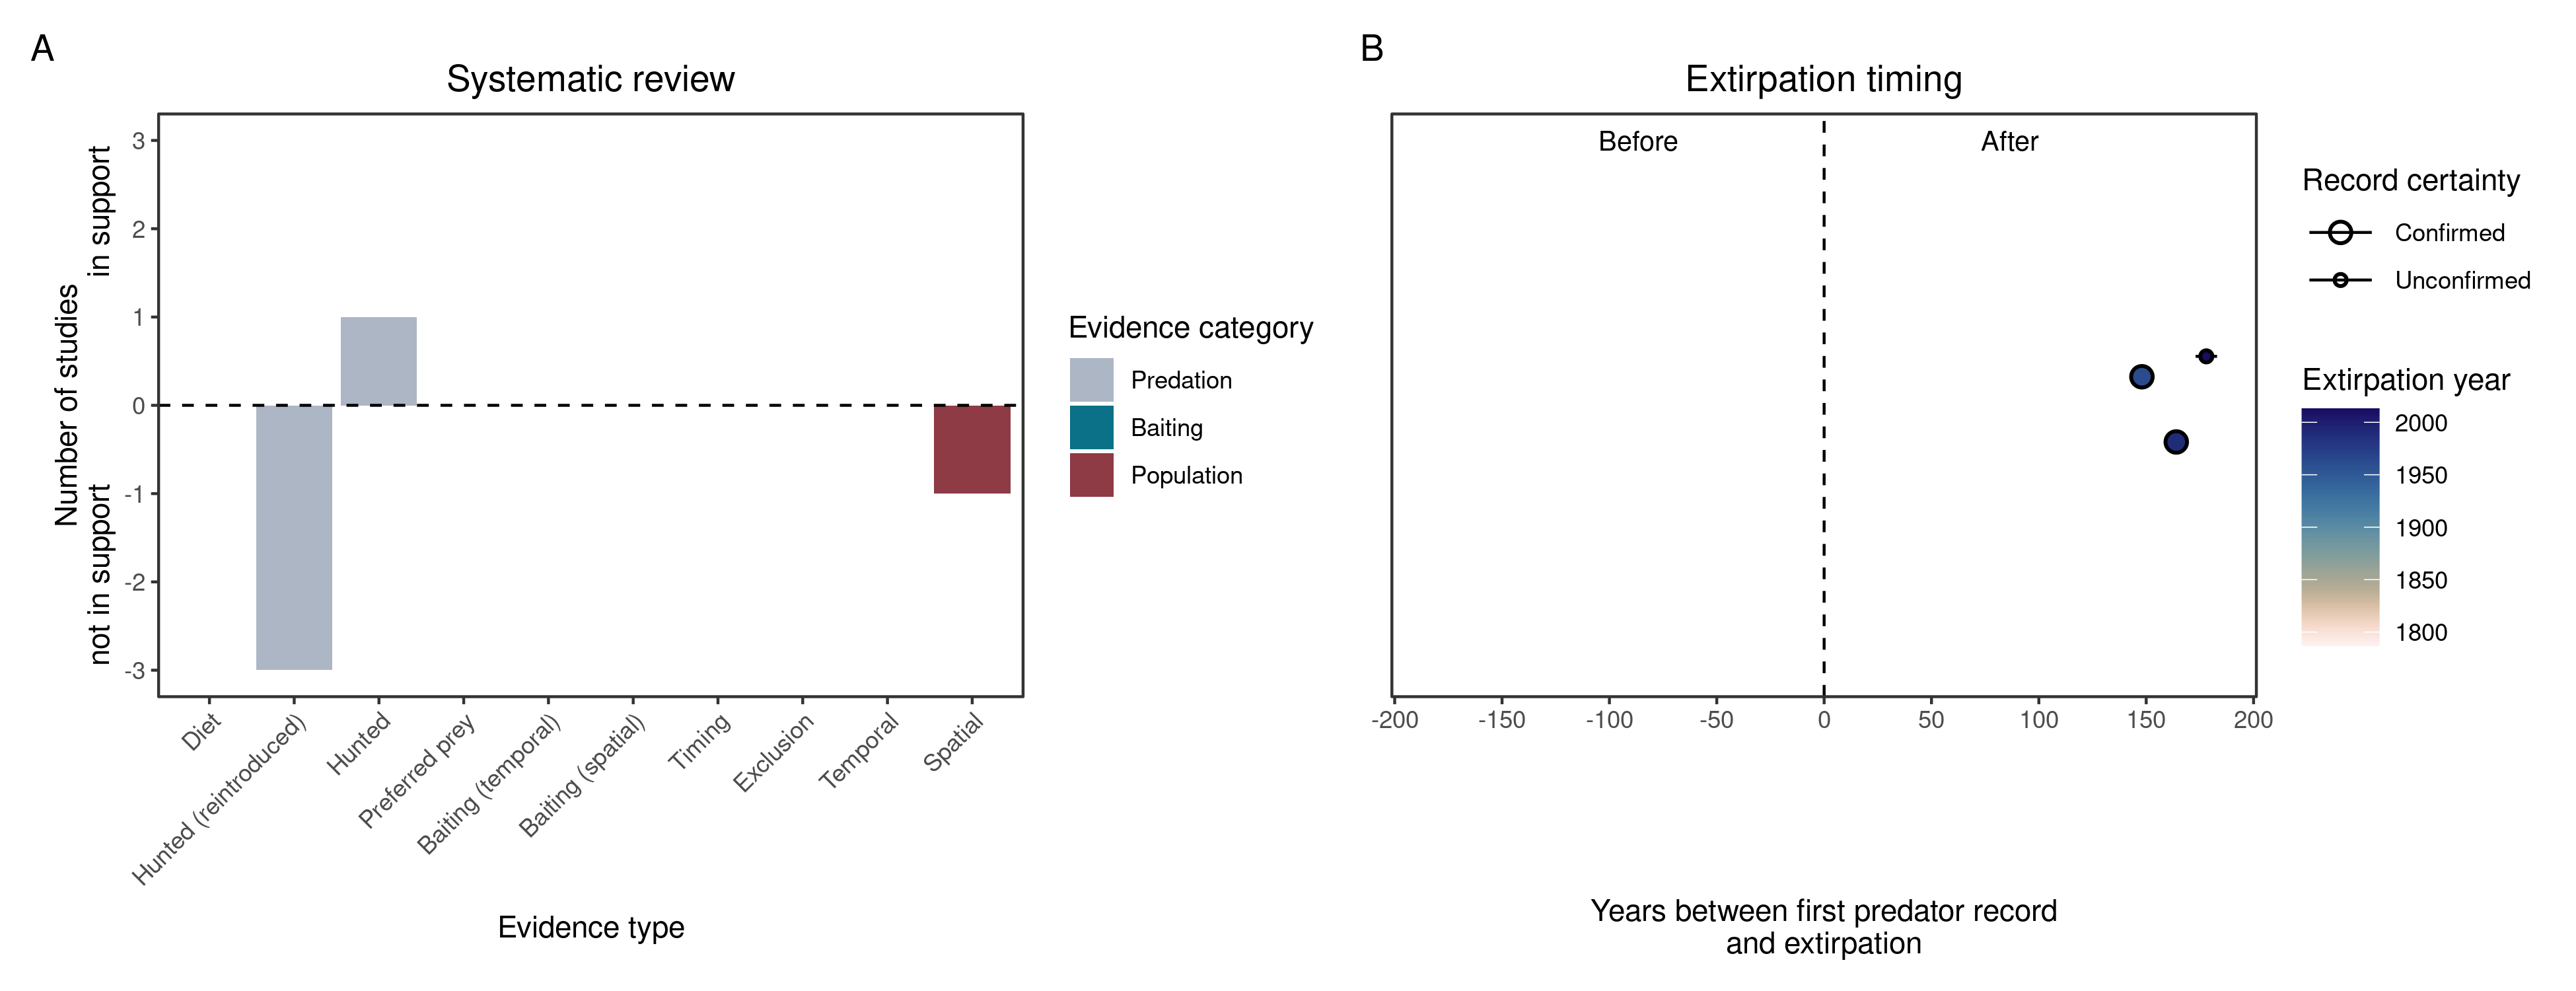 A
Systematic review
Number of studies
in support
not in support
3
2
1
0
-1
-2
-3
Diet
Hunted (reintroduced)
Hunted
Preferred prey
Baiting (temporal)
Baiting (spatial)
Timing
Exclusion
Temporal
Spatial
Evidence type
Evidence category
Predation
Baiting
Population
B
Extirpation timing
Before
After
-200
-150
-100
-50
0
50
100
150
200
Years between first predator record
and extirpation
Record certainty
Confirmed
Unconfirmed
Extirpation year
2000
1950
1900
1850
1800